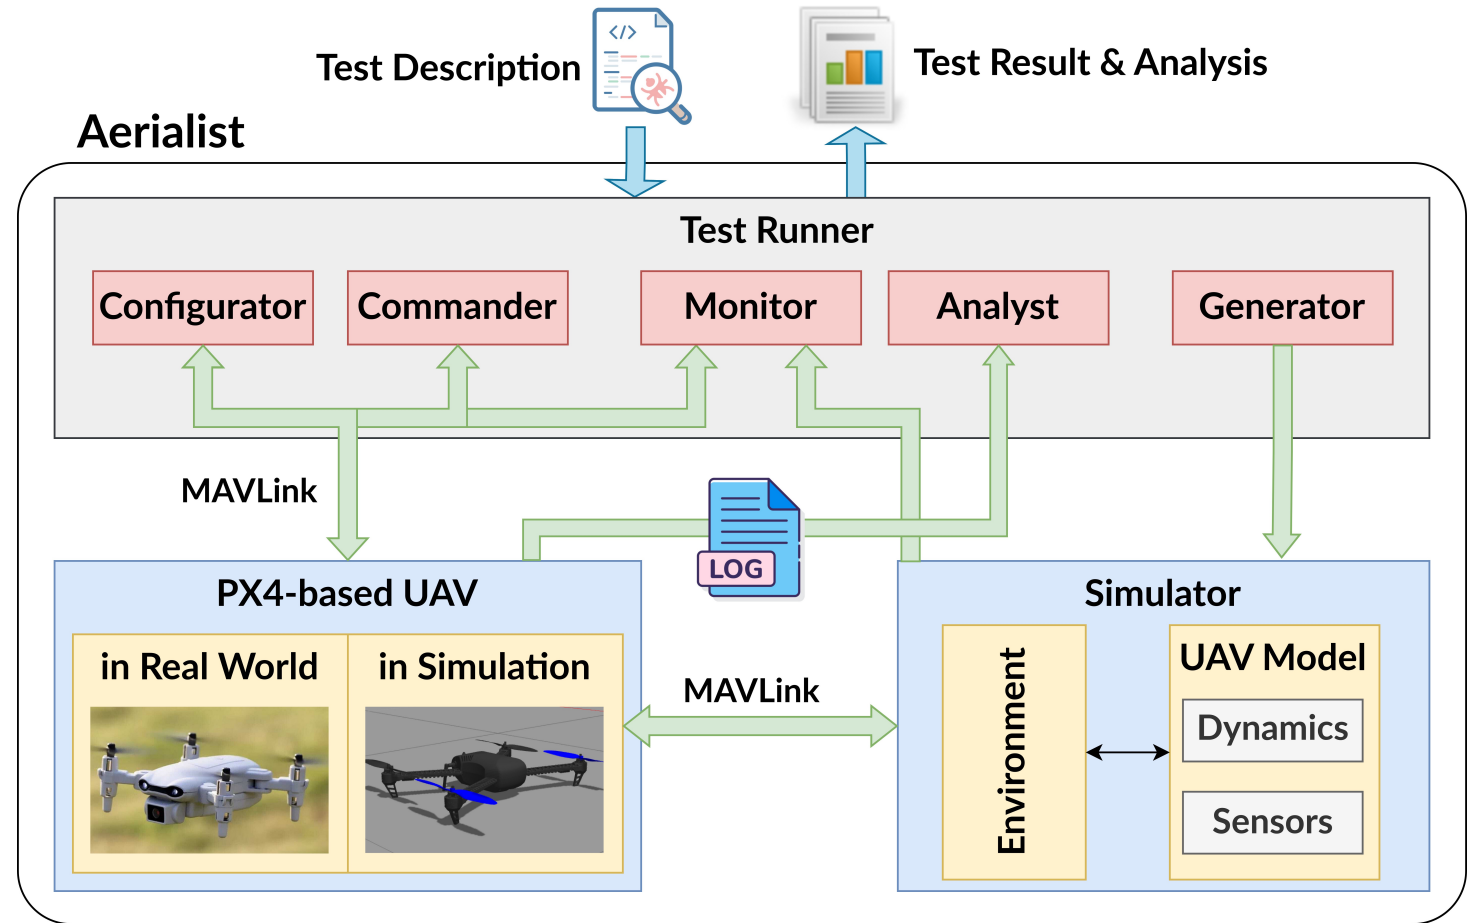 Test Description
</>
Test Result & Analysis
Aerialist
Test Runner
Configurator
Commander
Monitor
Analyst
Generator
MAVLink
LOG
PX4-based UAV
in Real World
in Simulation
MAVLink
Simulator
Environment
UAV Model
Dynamics
Sensors